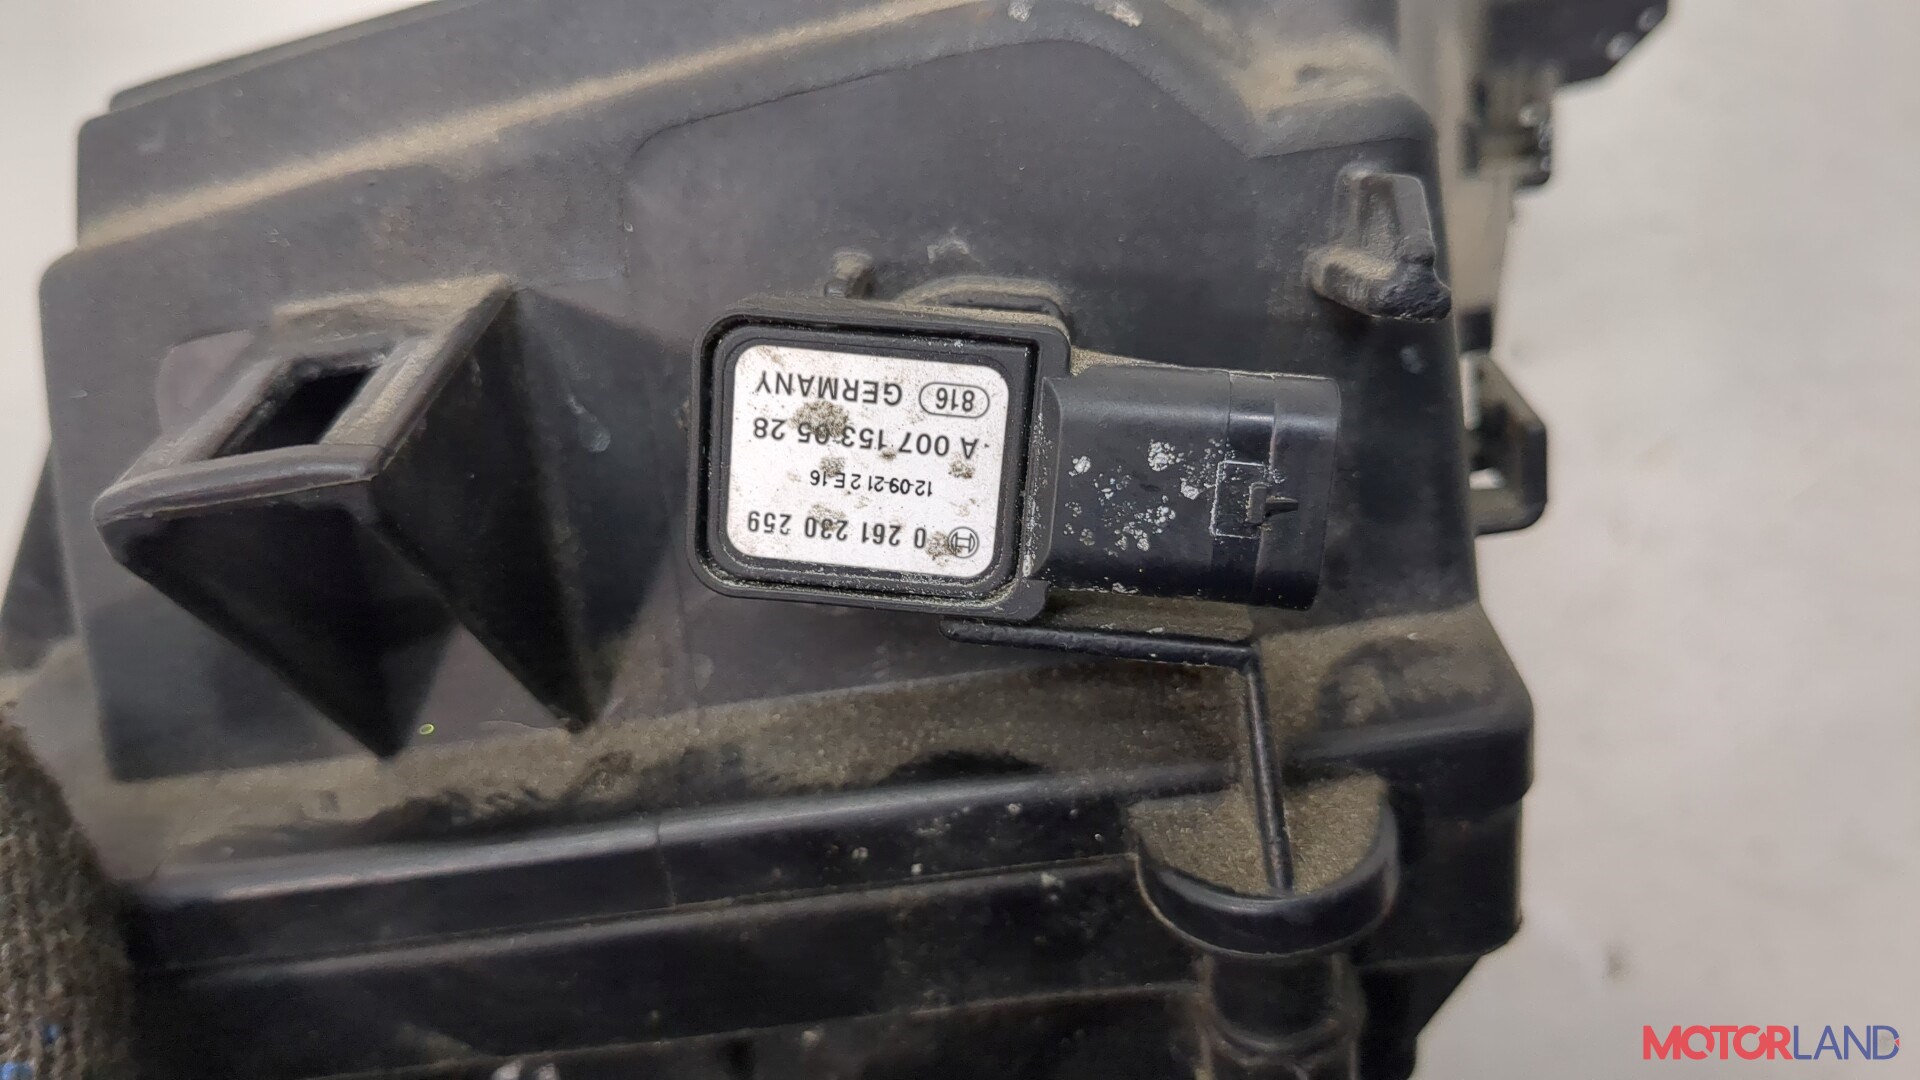 0 261 230 259
12-09-21 2 E 16
A 007 153 05 28
816 GERMANY
MOTORLAND